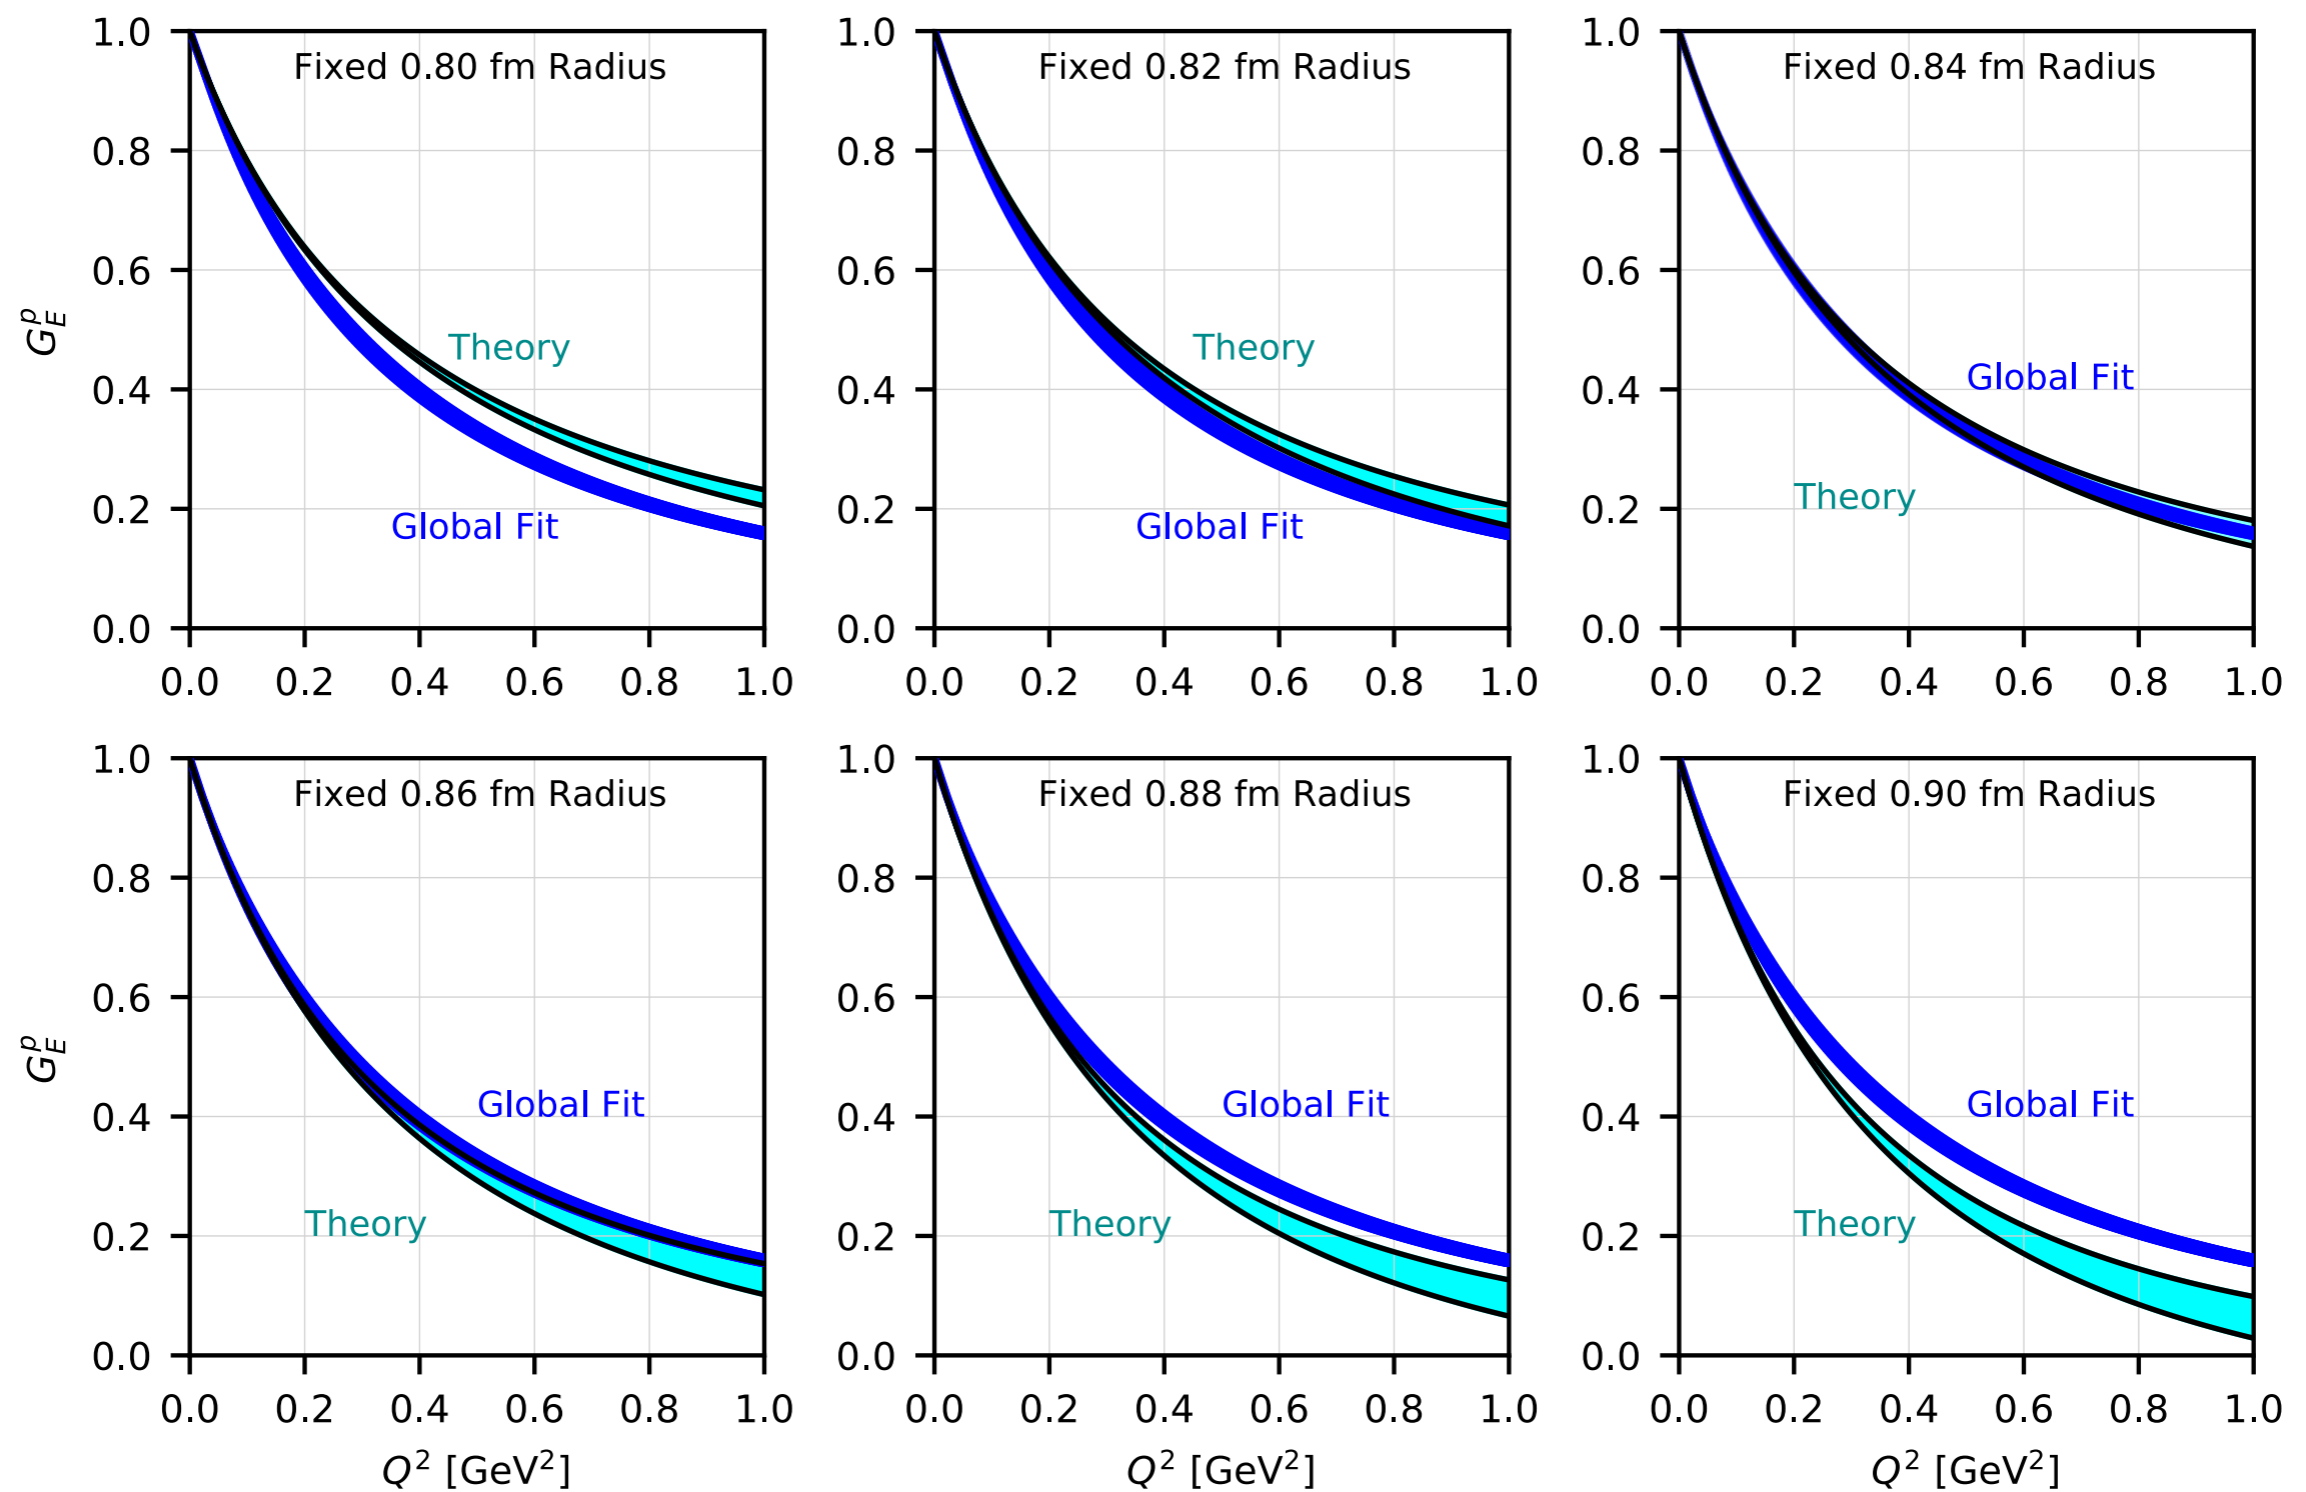 1.0
0.8
0.6
0.4
0.2
0.0
0.0 0.2 0.4 0.6 0.8 1.0
G_E^p
Fixed 0.80 fm Radius
Theory
Global Fit
1.0
0.8
0.6
0.4
0.2
0.0
0.0 0.2 0.4 0.6 0.8 1.0
Fixed 0.82 fm Radius
Theory
Global Fit
1.0
0.8
0.6
0.4
0.2
0.0
0.0 0.2 0.4 0.6 0.8 1.0
Fixed 0.84 fm Radius
Global Fit
Theory
1.0
0.8
0.6
0.4
0.2
0.0
0.0 0.2 0.4 0.6 0.8 1.0
G_E^p
Q² [GeV²]
Fixed 0.86 fm Radius
Global Fit
Theory
1.0
0.8
0.6
0.4
0.2
0.0
0.0 0.2 0.4 0.6 0.8 1.0
Q² [GeV²]
Fixed 0.88 fm Radius
Global Fit
Theory
1.0
0.8
0.6
0.4
0.2
0.0
0.0 0.2 0.4 0.6 0.8 1.0
Q² [GeV²]
Fixed 0.90 fm Radius
Global Fit
Theory